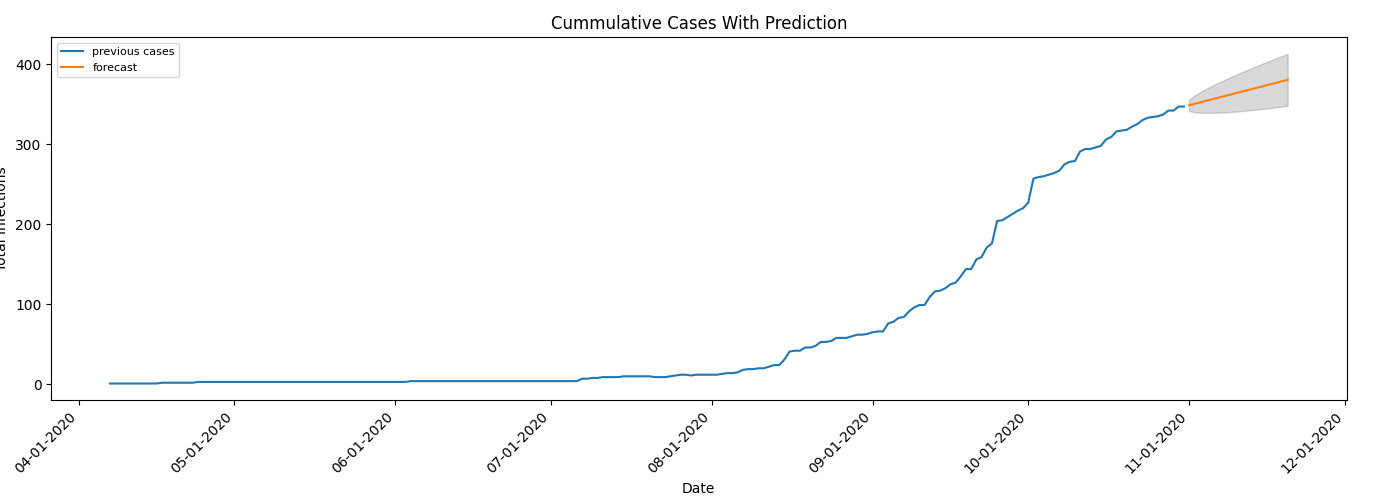 Cummulative Cases With Prediction
previous cases
forecast
400
300
200
100
0
Total Infections
04-01-2020
05-01-2020
06-01-2020
07-01-2020
08-01-2020
09-01-2020
10-01-2020
11-01-2020
12-01-2020
Date